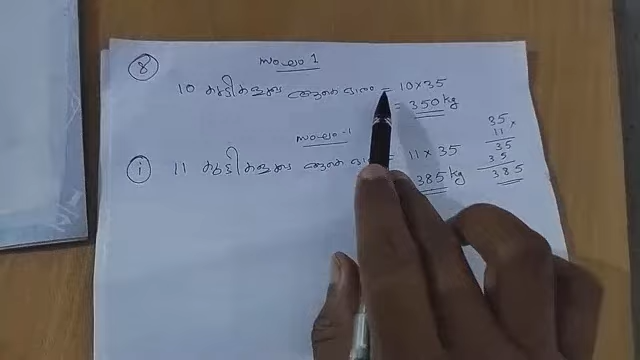 8
10 കുട്ടികളുടെ ആകെ ഭാരം = 10×35
= 350 kg
i 11 കുട്ടികളുടെ ആകെ = 11 × 35
385 kg
35
11 ×
35
35
385